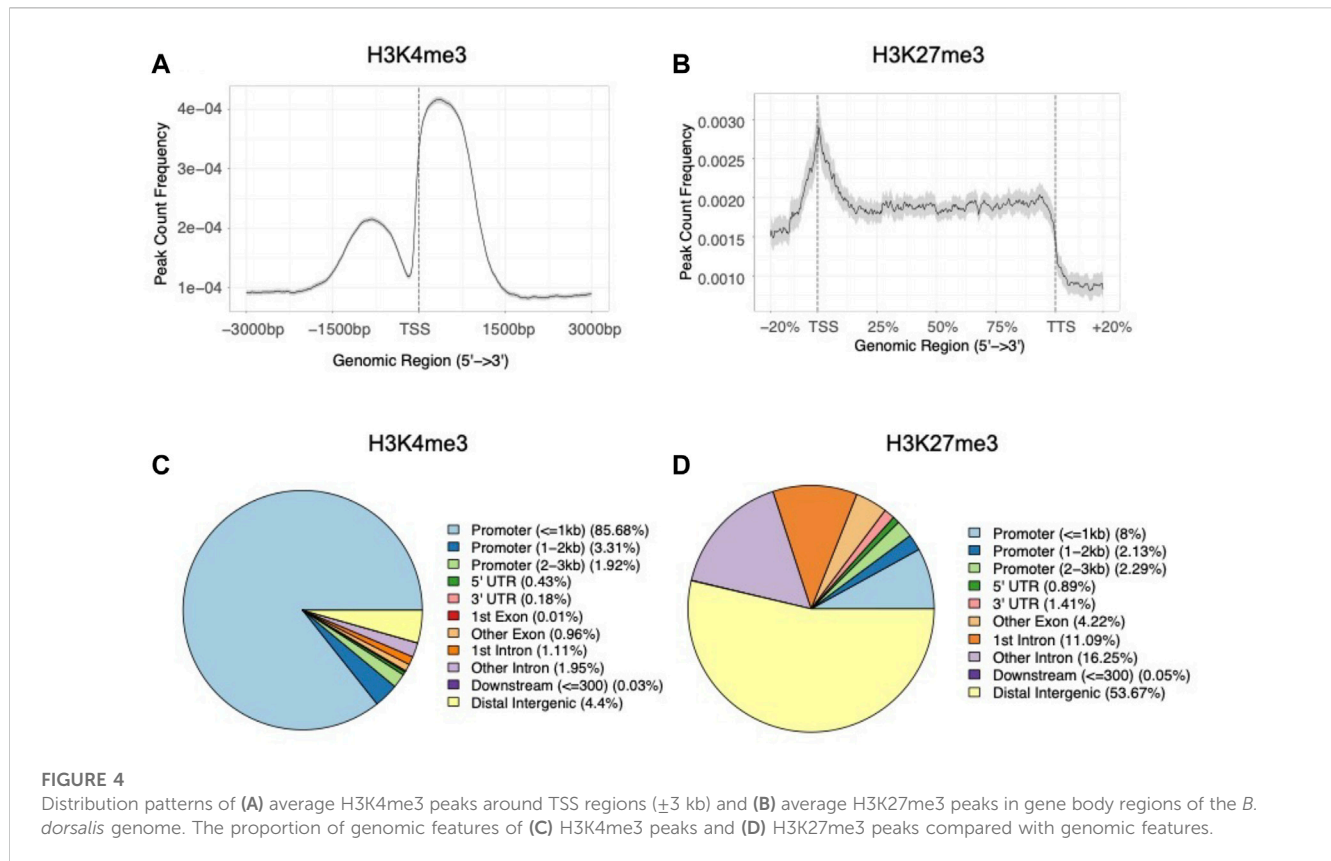 A
H3K4me3
4e−04
3e−04
2e−04
1e−04
Peak Count Frequency
−3000bp
−1500bp
TSS
1500bp
3000bp
Genomic Region (5'−>3')
B
H3K27me3
0.0030
0.0025
0.0020
0.0015
0.0010
Peak Count Frequency
−20%
TSS
25%
50%
75%
TTS
+20%
Genomic Region (5'−>3')
C
H3K4me3
Promoter (<=1kb) (85.68%)
Promoter (1−2kb) (3.31%)
Promoter (2−3kb) (1.92%)
5' UTR (0.43%)
3' UTR (0.18%)
1st Exon (0.01%)
Other Exon (0.96%)
1st Intron (1.11%)
Other Intron (1.95%)
Downstream (<=300) (0.03%)
Distal Intergenic (4.4%)
D
H3K27me3
Promoter (<=1kb) (8%)
Promoter (1−2kb) (2.13%)
Promoter (2−3kb) (2.29%)
5' UTR (0.89%)
3' UTR (1.41%)
Other Exon (4.22%)
1st Intron (11.09%)
Other Intron (16.25%)
Downstream (<=300) (0.05%)
Distal Intergenic (53.67%)
FIGURE 4
Distribution patterns of (A) average H3K4me3 peaks around TSS regions (±3 kb) and (B) average H3K27me3 peaks in gene body regions of the B.
dorsalis genome. The proportion of genomic features of (C) H3K4me3 peaks and (D) H3K27me3 peaks compared with genomic features.